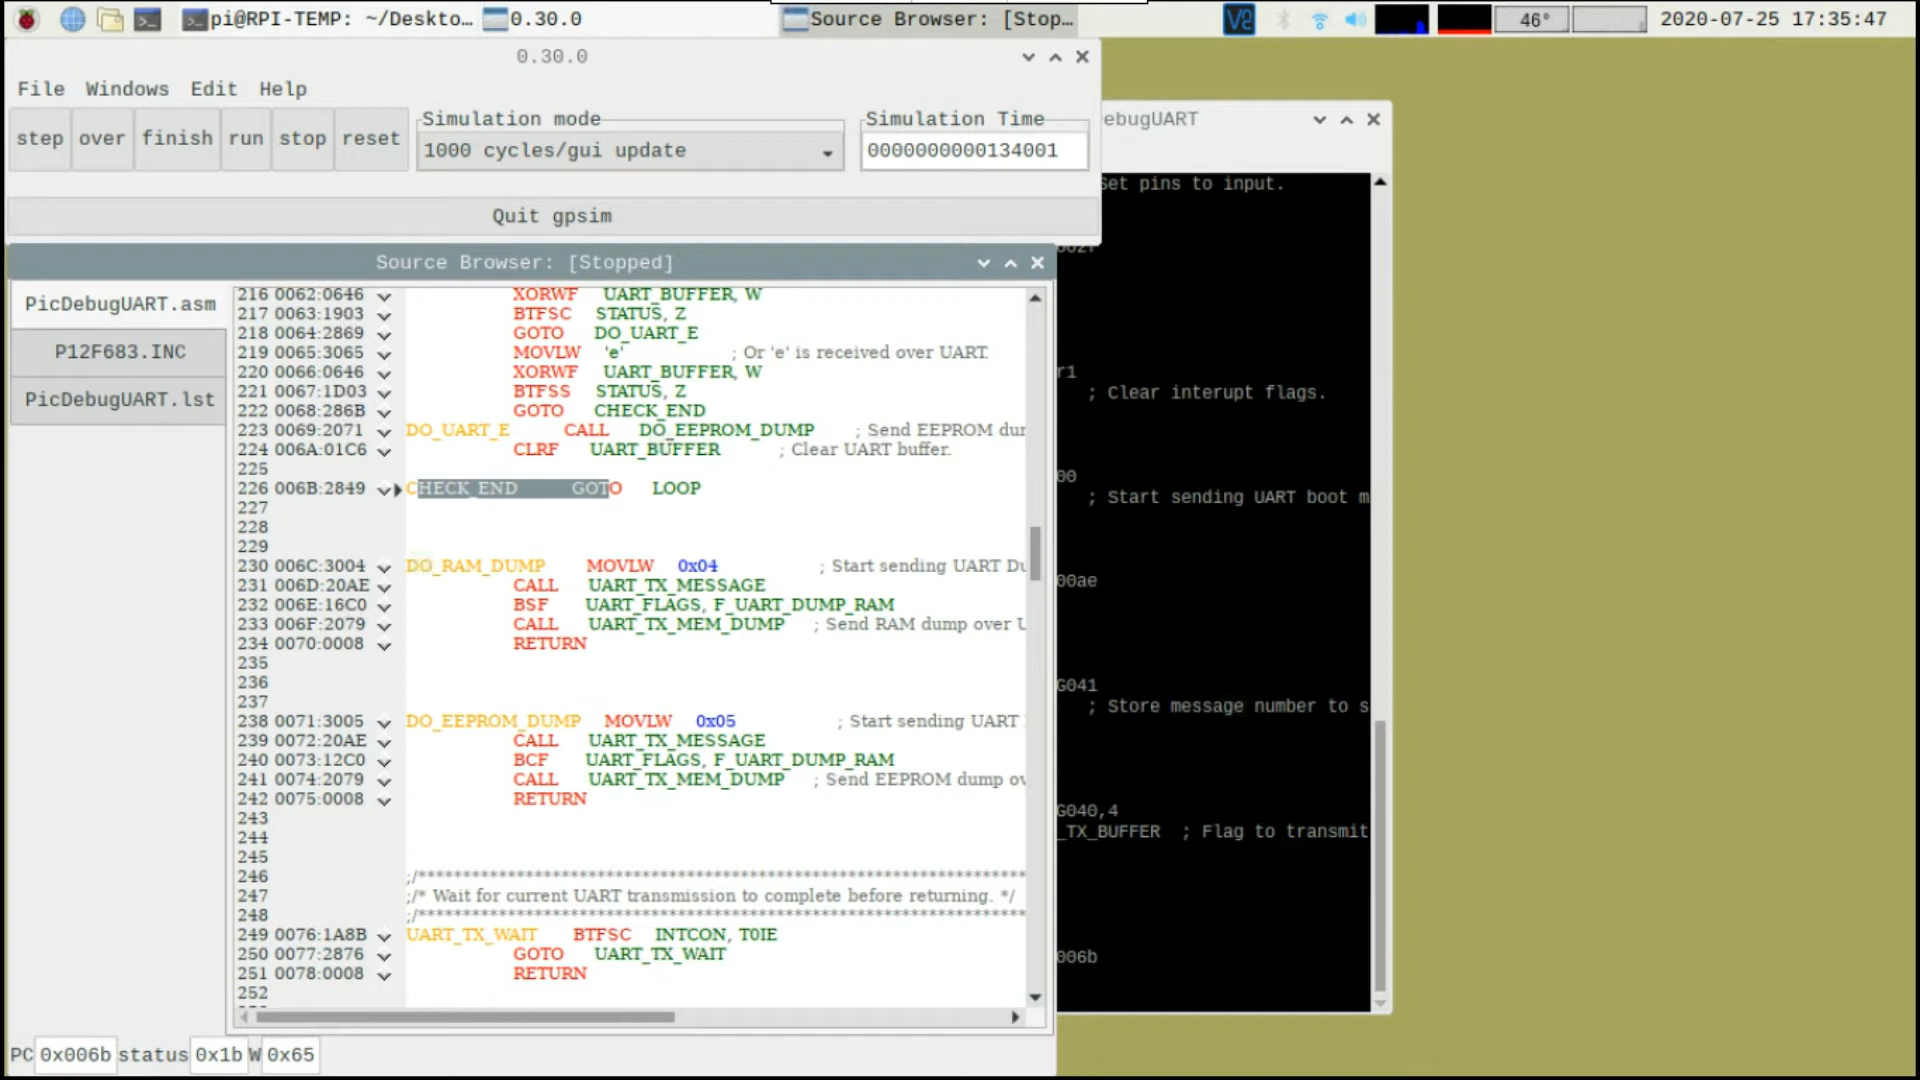 pi@RPI-TEMP: ~/Deskto...
0.30.0
Source Browser: [Stop...
V2
46°
2020-07-25 17:35:47
0.30.0
File Windows Edit Help
step over finish run stop reset
Simulation mode
1000 cycles/gui update
Simulation Time
0000000000134001
Quit gpsim
Source Browser: [Stopped]
PicDebugUART.asm
P12F683.INC
PicDebugUART.lst
216 0062:0646 XORWF UART_BUFFER, W
217 0063:1903 BTFSC STATUS, Z
218 0064:2869 GOTO DO_UART_E
219 0065:3065 MOVLW 'e' ; Or 'e' is received over UART.
220 0066:0646 XORWF UART_BUFFER, W
221 0067:1D03 BTFSS STATUS, Z
222 0068:286B GOTO CHECK_END
223 0069:2071 DO_UART_E CALL DO_EEPROM_DUMP ; Send EEPROM dur
224 006A:01C6 CLRF UART_BUFFER ; Clear UART buffer.
225
226 006B:2849 CHECK_END GOTO LOOP
227
228
229
230 006C:3004 DO_RAM_DUMP MOVLW 0x04 ; Start sending UART Du
231 006D:20AE CALL UART_TX_MESSAGE
232 006E:16C0 BSF UART_FLAGS, F_UART_DUMP_RAM
233 006F:2079 CALL UART_TX_MEM_DUMP ; Send RAM dump over U
234 0070:0008 RETURN
235
236
237
238 0071:3005 DO_EEPROM_DUMP MOVLW 0x05 ; Start sending UART
239 0072:20AE CALL UART_TX_MESSAGE
240 0073:12C0 BCF UART_FLAGS, F_UART_DUMP_RAM
241 0074:2079 CALL UART_TX_MEM_DUMP ; Send EEPROM dump ov
242 0075:0008 RETURN
243
244
245
246 ;/************************************************************
247 ;/* Wait for current UART transmission to complete before returning. */
248 ;/************************************************************
249 0076:1A8B UART_TX_WAIT BTFSC INTCON, T0IE
250 0077:2876 GOTO UART_TX_WAIT
251 0078:0008 RETURN
252
PC 0x006b status 0x1b W 0x65
ebugUART
Set pins to input.
r1
; Clear interupt flags.
00
; Start sending UART boot m
00ae
G041
; Store message number to s
G040,4
_TX_BUFFER ; Flag to transmit
006b